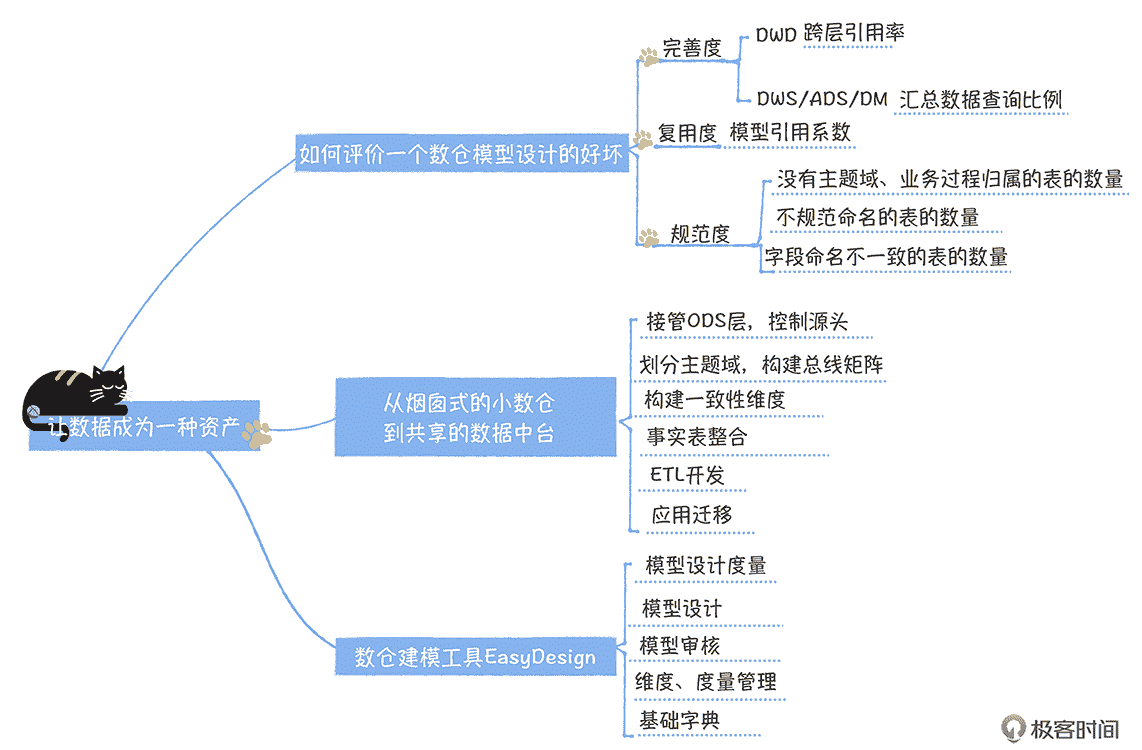 完善度
DWD 跨层引用率
DWS/ADS/DM 汇总数据查询比例
复用度 模型引用系数
如何评价一个数仓模型设计的好坏
规范度
没有主题域、业务过程归属的表的数量
不规范命名的表的数量
字段命名不一致的表的数量
让数据成为一种资产
从烟囱式的小数仓
到共享的数据中台
接管ODS层，控制源头
划分主题域，构建总线矩阵
构建一致性维度
事实表整合
ETL开发
应用迁移
数仓建模工具EasyDesign
模型设计度量
模型设计
模型审核
维度、度量管理
基础字典
极客时间